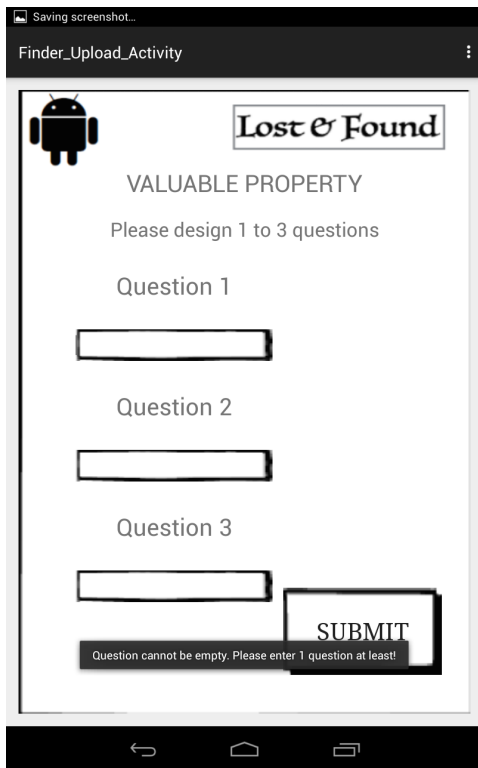 Saving screenshot...
Finder_Upload_Activity
Lost & Found
VALUABLE PROPERTY
Please design 1 to 3 questions
Question 1
Question 2
Question 3
SUBMIT
Question cannot be empty. Please enter 1 question at least!